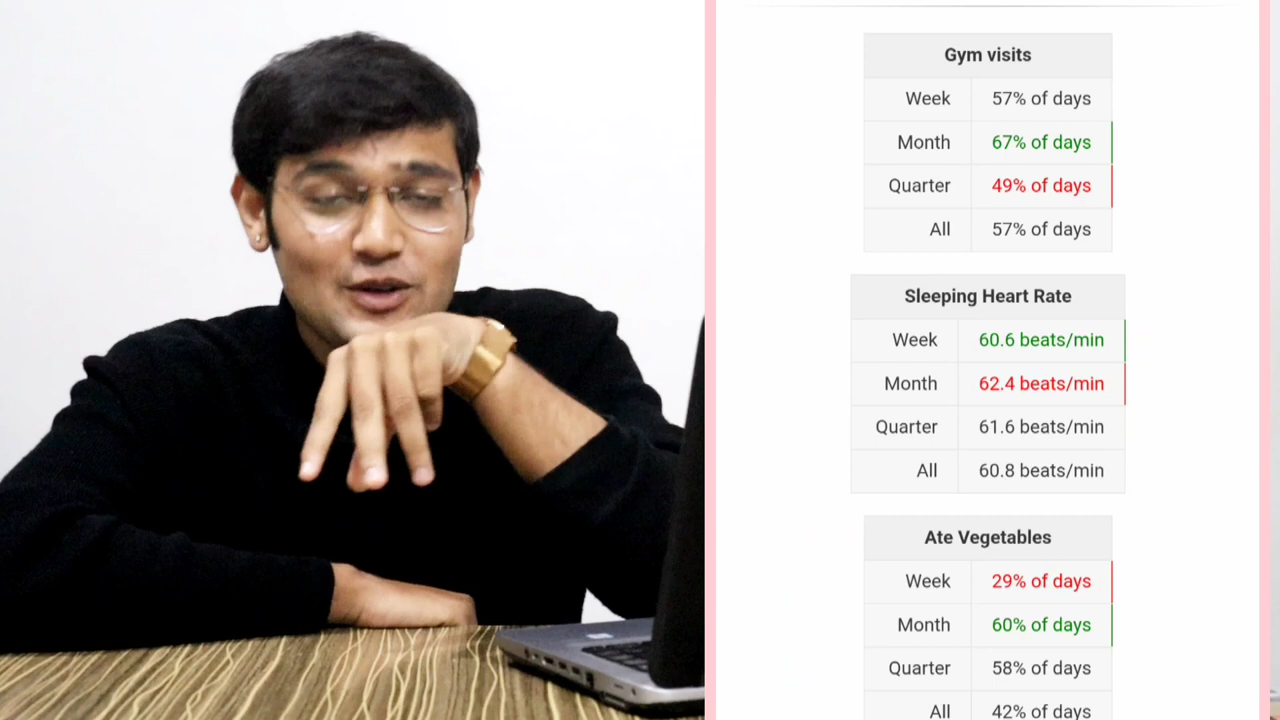 Gym visits
Week 57% of days
Month 67% of days
Quarter 49% of days
All 57% of days
Sleeping Heart Rate
Week 60.6 beats/min
Month 62.4 beats/min
Quarter 61.6 beats/min
All 60.8 beats/min
Ate Vegetables
Week 29% of days
Month 60% of days
Quarter 58% of days
All 42% of days